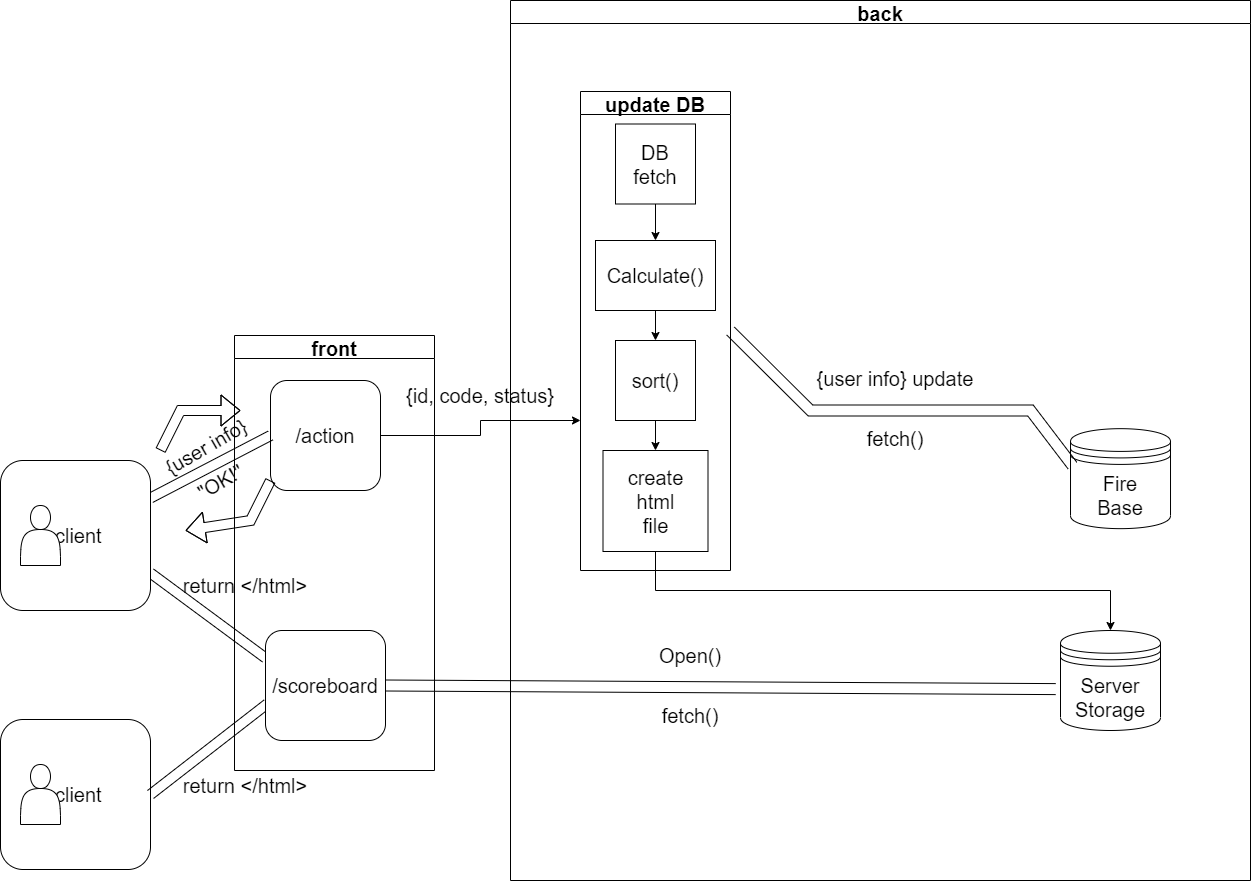 back
update DB
DB
fetch
Calculate()
sort()
create
html
file
front
/action
{id, code, status}
{user info}
"OK!"
client
{user info} update
fetch()
Fire
Base
return </html>
/scoreboard
Open()
fetch()
Server
Storage
return </html>
client